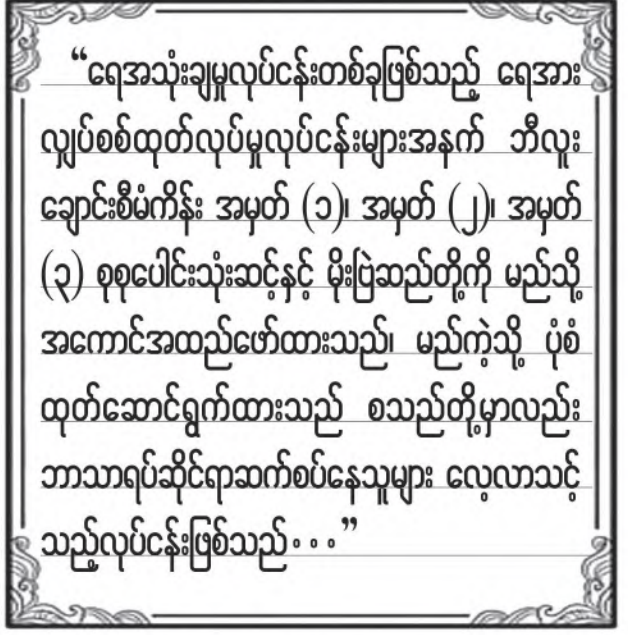 “ရေအသုံးချမှုလုပ်ငန်းတစ်ခုဖြစ်သည့် ရေအား
လျှပ်စစ်ထုတ်လုပ်မှုလုပ်ငန်းများအနက် ဘီလူး
ချောင်းစီမံကိန်း အမှတ် (၁)၊ အမှတ် (၂)၊ အမှတ်
(၃) စုစုပေါင်းသုံးဆင့်နှင့် မိုးဗြဲဆည်တို့ကို မည်သို့
အကောင်အထည်ဖော်ထားသည်၊ မည်ကဲ့သို့ ပုံစံ
ထုတ်ဆောင်ရွက်ထားသည် စသည်တို့မှာလည်း
ဘာသာရပ်ဆိုင်ရာဆက်စပ်နေသူများ လေ့လာသင့်
သည့်လုပ်ငန်းဖြစ်သည်...”